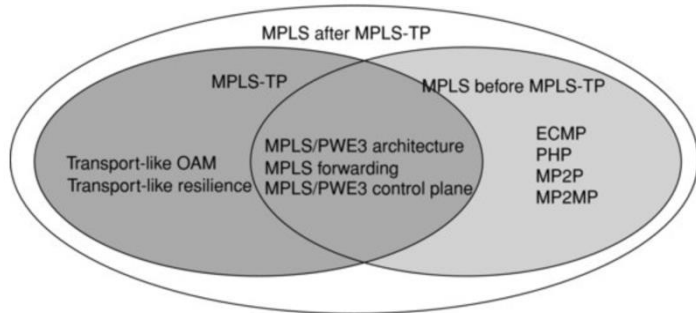 MPLS after MPLS-TP
MPLS-TP
MPLS before MPLS-TP
Transport-like OAM
Transport-like resilience
MPLS/PWE3 architecture
MPLS forwarding
MPLS/PWE3 control plane
ECMP
PHP
MP2P
MP2MP